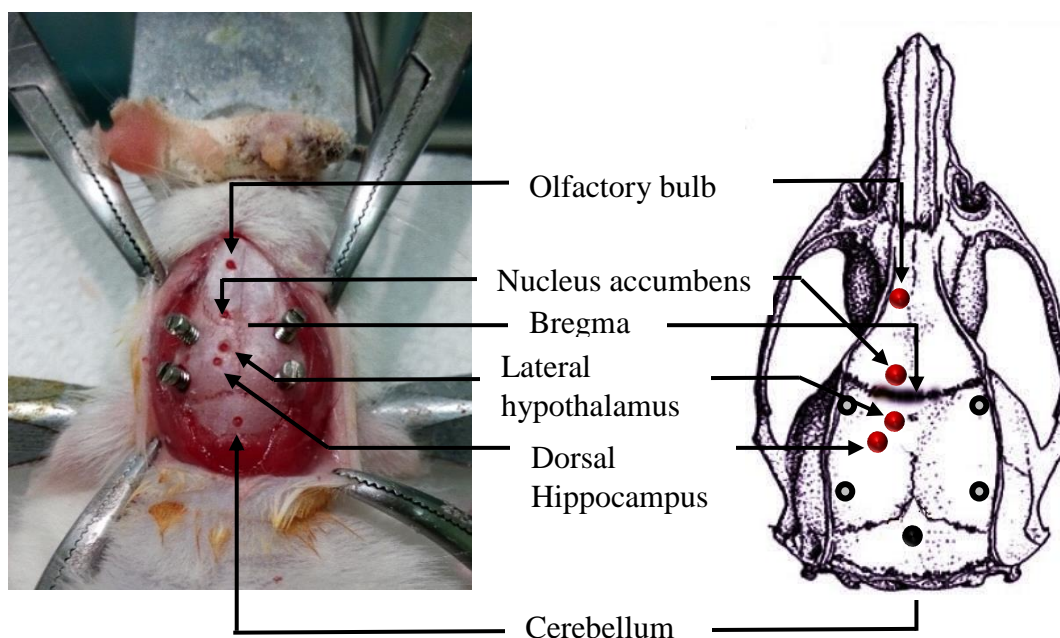 Olfactory bulb
Nucleus accumbens
Bregma
Lateral
hypothalamus
Dorsal
Hippocampus
Cerebellum